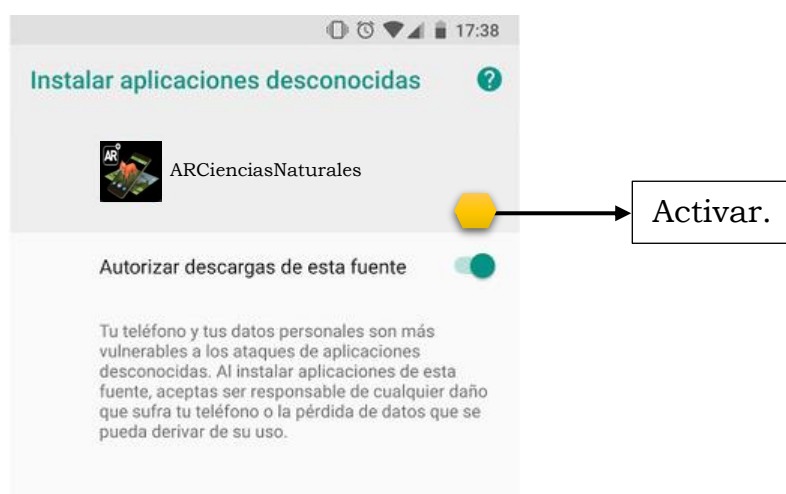 17:38
Instalar aplicaciones desconocidas ?
AR
ARCienciasNaturales
Activar.
Autorizar descargas de esta fuente
Tu teléfono y tus datos personales son más
vulnerables a los ataques de aplicaciones
desconocidas. Al instalar aplicaciones de esta
fuente, aceptas ser responsable de cualquier daño
que sufra tu teléfono o la pérdida de datos que se
pueda derivar de su uso.